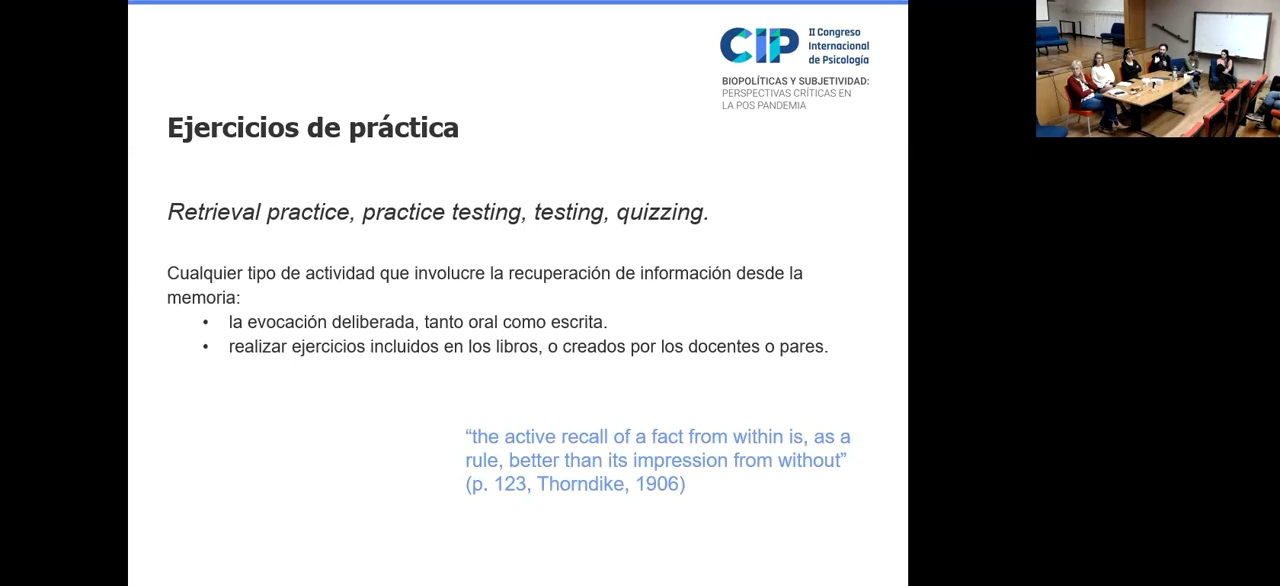 CIP
II Congreso
Internacional
de Psicología
BIOPOLÍTICAS Y SUBJETIVIDAD:
PERSPECTIVAS CRÍTICAS EN
LA POS PANDEMIA
Ejercicios de práctica
Retrieval practice, practice testing, testing, quizzing.
Cualquier tipo de actividad que involucre la recuperación de información desde la
memoria:
• la evocación deliberada, tanto oral como escrita.
• realizar ejercicios incluidos en los libros, o creados por los docentes o pares.
“the active recall of a fact from within is, as a
rule, better than its impression from without”
(p. 123, Thorndike, 1906)